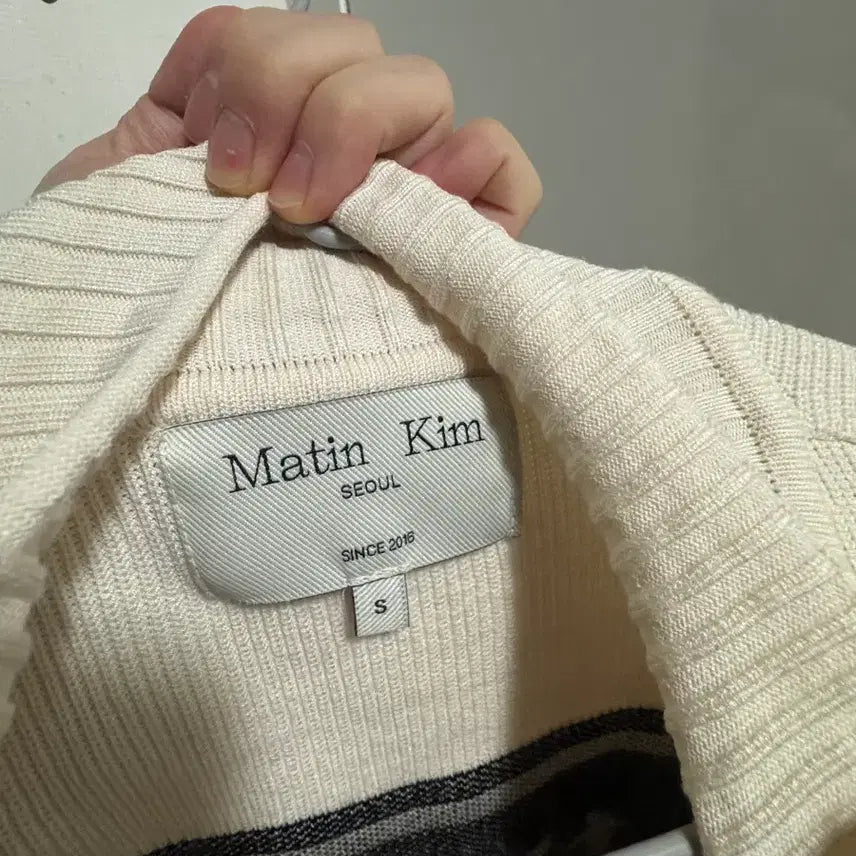 Matin Kim
SEOUL
SINCE 2016
S